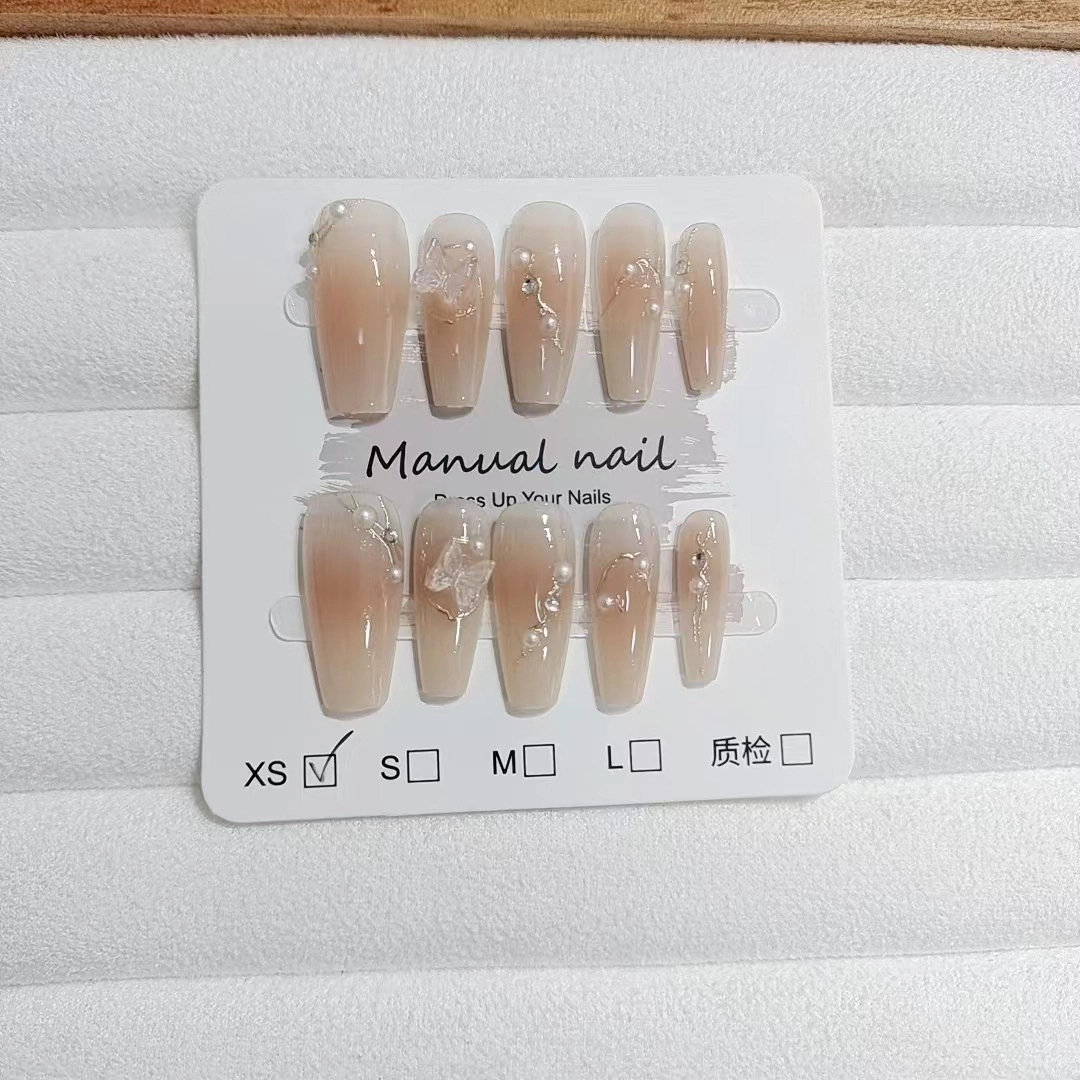 Manual nail
Dress Up Your Nails
XS S M L 质检